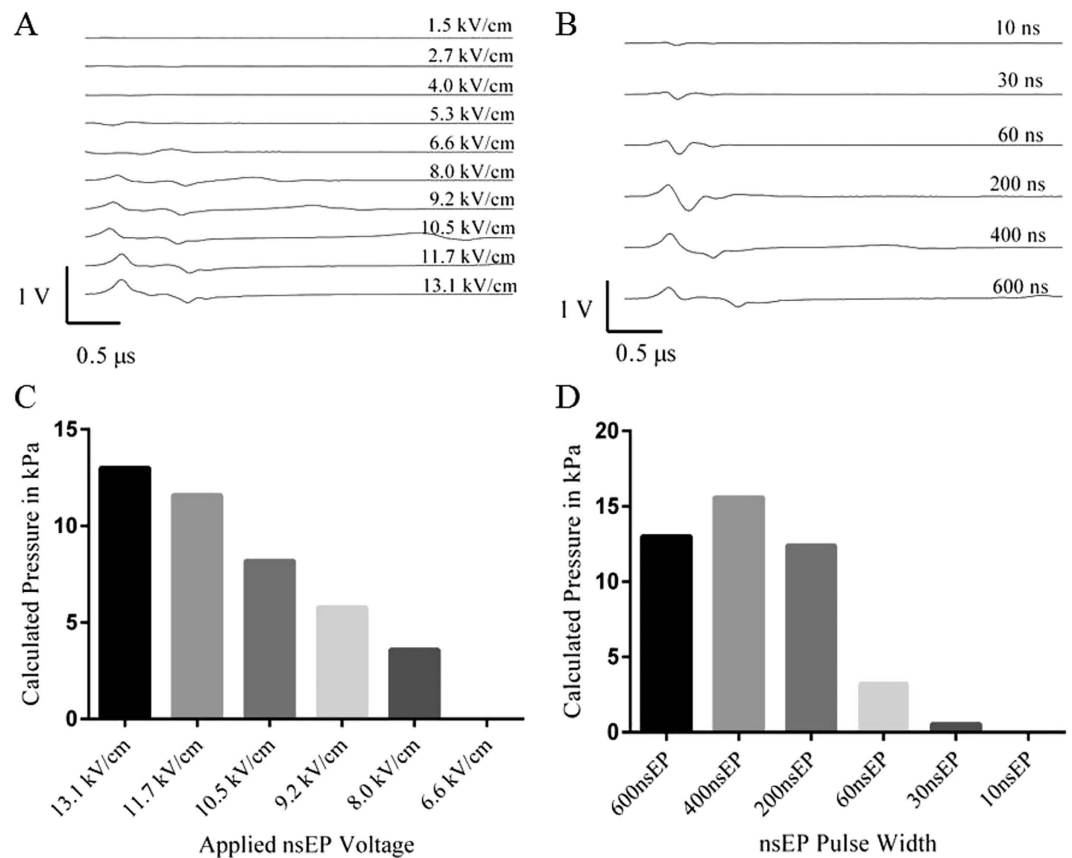 A
1.5 kV/cm
2.7 kV/cm
4.0 kV/cm
5.3 kV/cm
6.6 kV/cm
8.0 kV/cm
9.2 kV/cm
10.5 kV/cm
11.7 kV/cm
13.1 kV/cm
1 V
0.5 μs
B
10 ns
30 ns
60 ns
200 ns
400 ns
600 ns
1 V
0.5 μs
C
Calculated Pressure in kPa
15
10
5
0
13.1 kV/cm
11.7 kV/cm
10.5 kV/cm
9.2 kV/cm
8.0 kV/cm
6.6 kV/cm
Applied nsEP Voltage
D
Calculated Pressure in kPa
20
15
10
5
0
600nsEP
400nsEP
200nsEP
60nsEP
30nsEP
10nsEP
nsEP Pulse Width